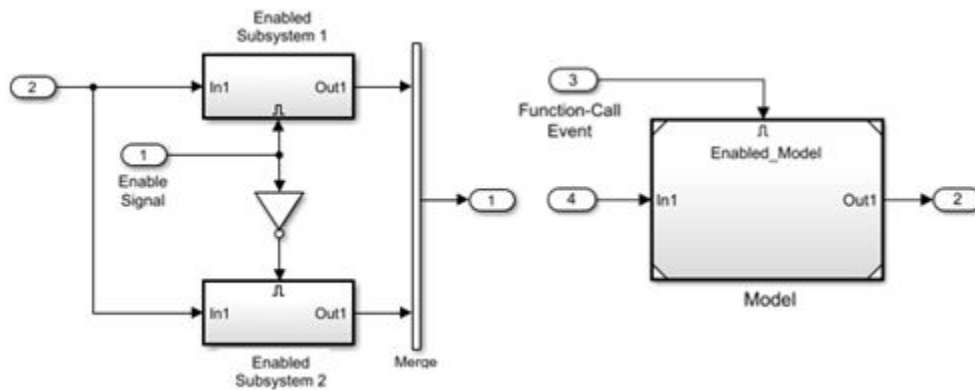 Enabled
Subsystem 1
2
In1
Out1
1
Enable
Signal
1
In1
Out1
Enabled
Subsystem 2
Merge
3
Function-Call
Event
Enabled_Model
4
In1
Out1
2
Model